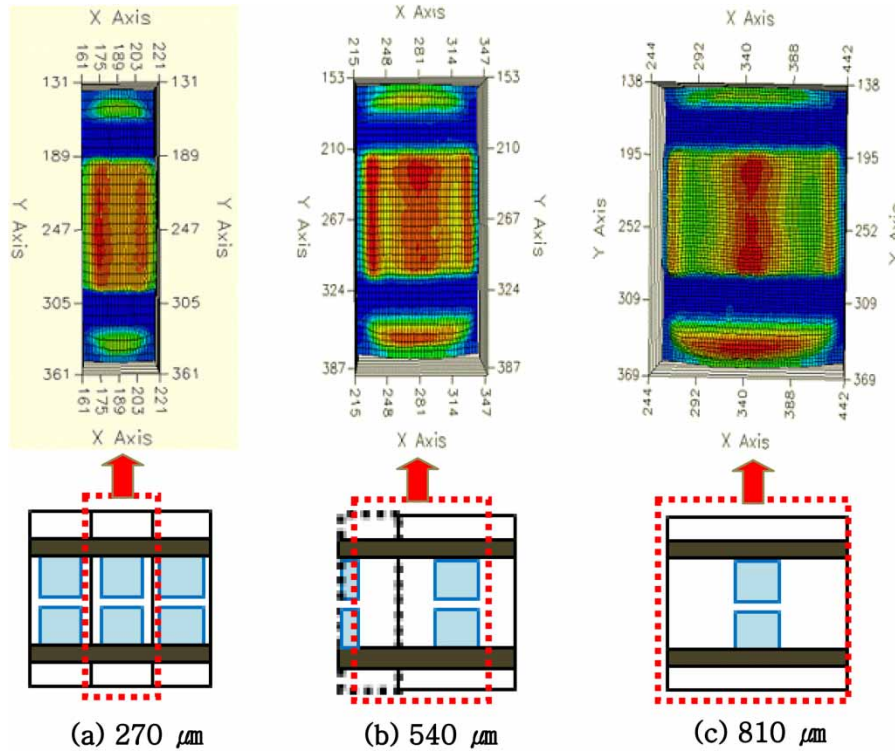 X Axis
161 175 189 203 221
131 131
189 189
247 247
305 305
361 361
Y Axis Y Axis
161 175 189 203 221
X Axis
X Axis
215 248 281 314 347
153 153
210 210
267 267
324 324
387 387
Y Axis Y Axis
215 248 281 314 347
X Axis
X Axis
244 292 340 388 442
138 138
195 195
252 252
309 309
369 369
Y Axis Y Axis
244 292 340 388 442
X Axis
(a) 270 ㎛
(b) 540 ㎛
(c) 810 ㎛